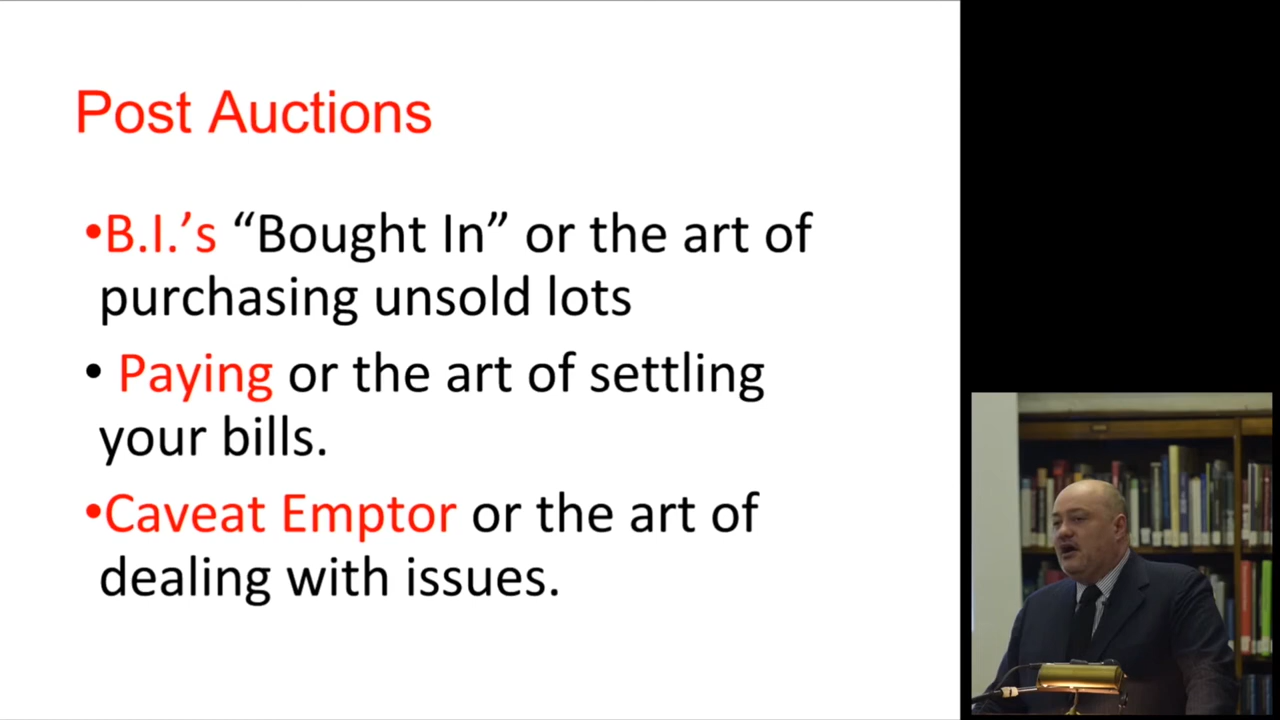 Post Auctions
•B.I.’s “Bought In” or the art of
purchasing unsold lots
• Paying or the art of settling
your bills.
•Caveat Emptor or the art of
dealing with issues.